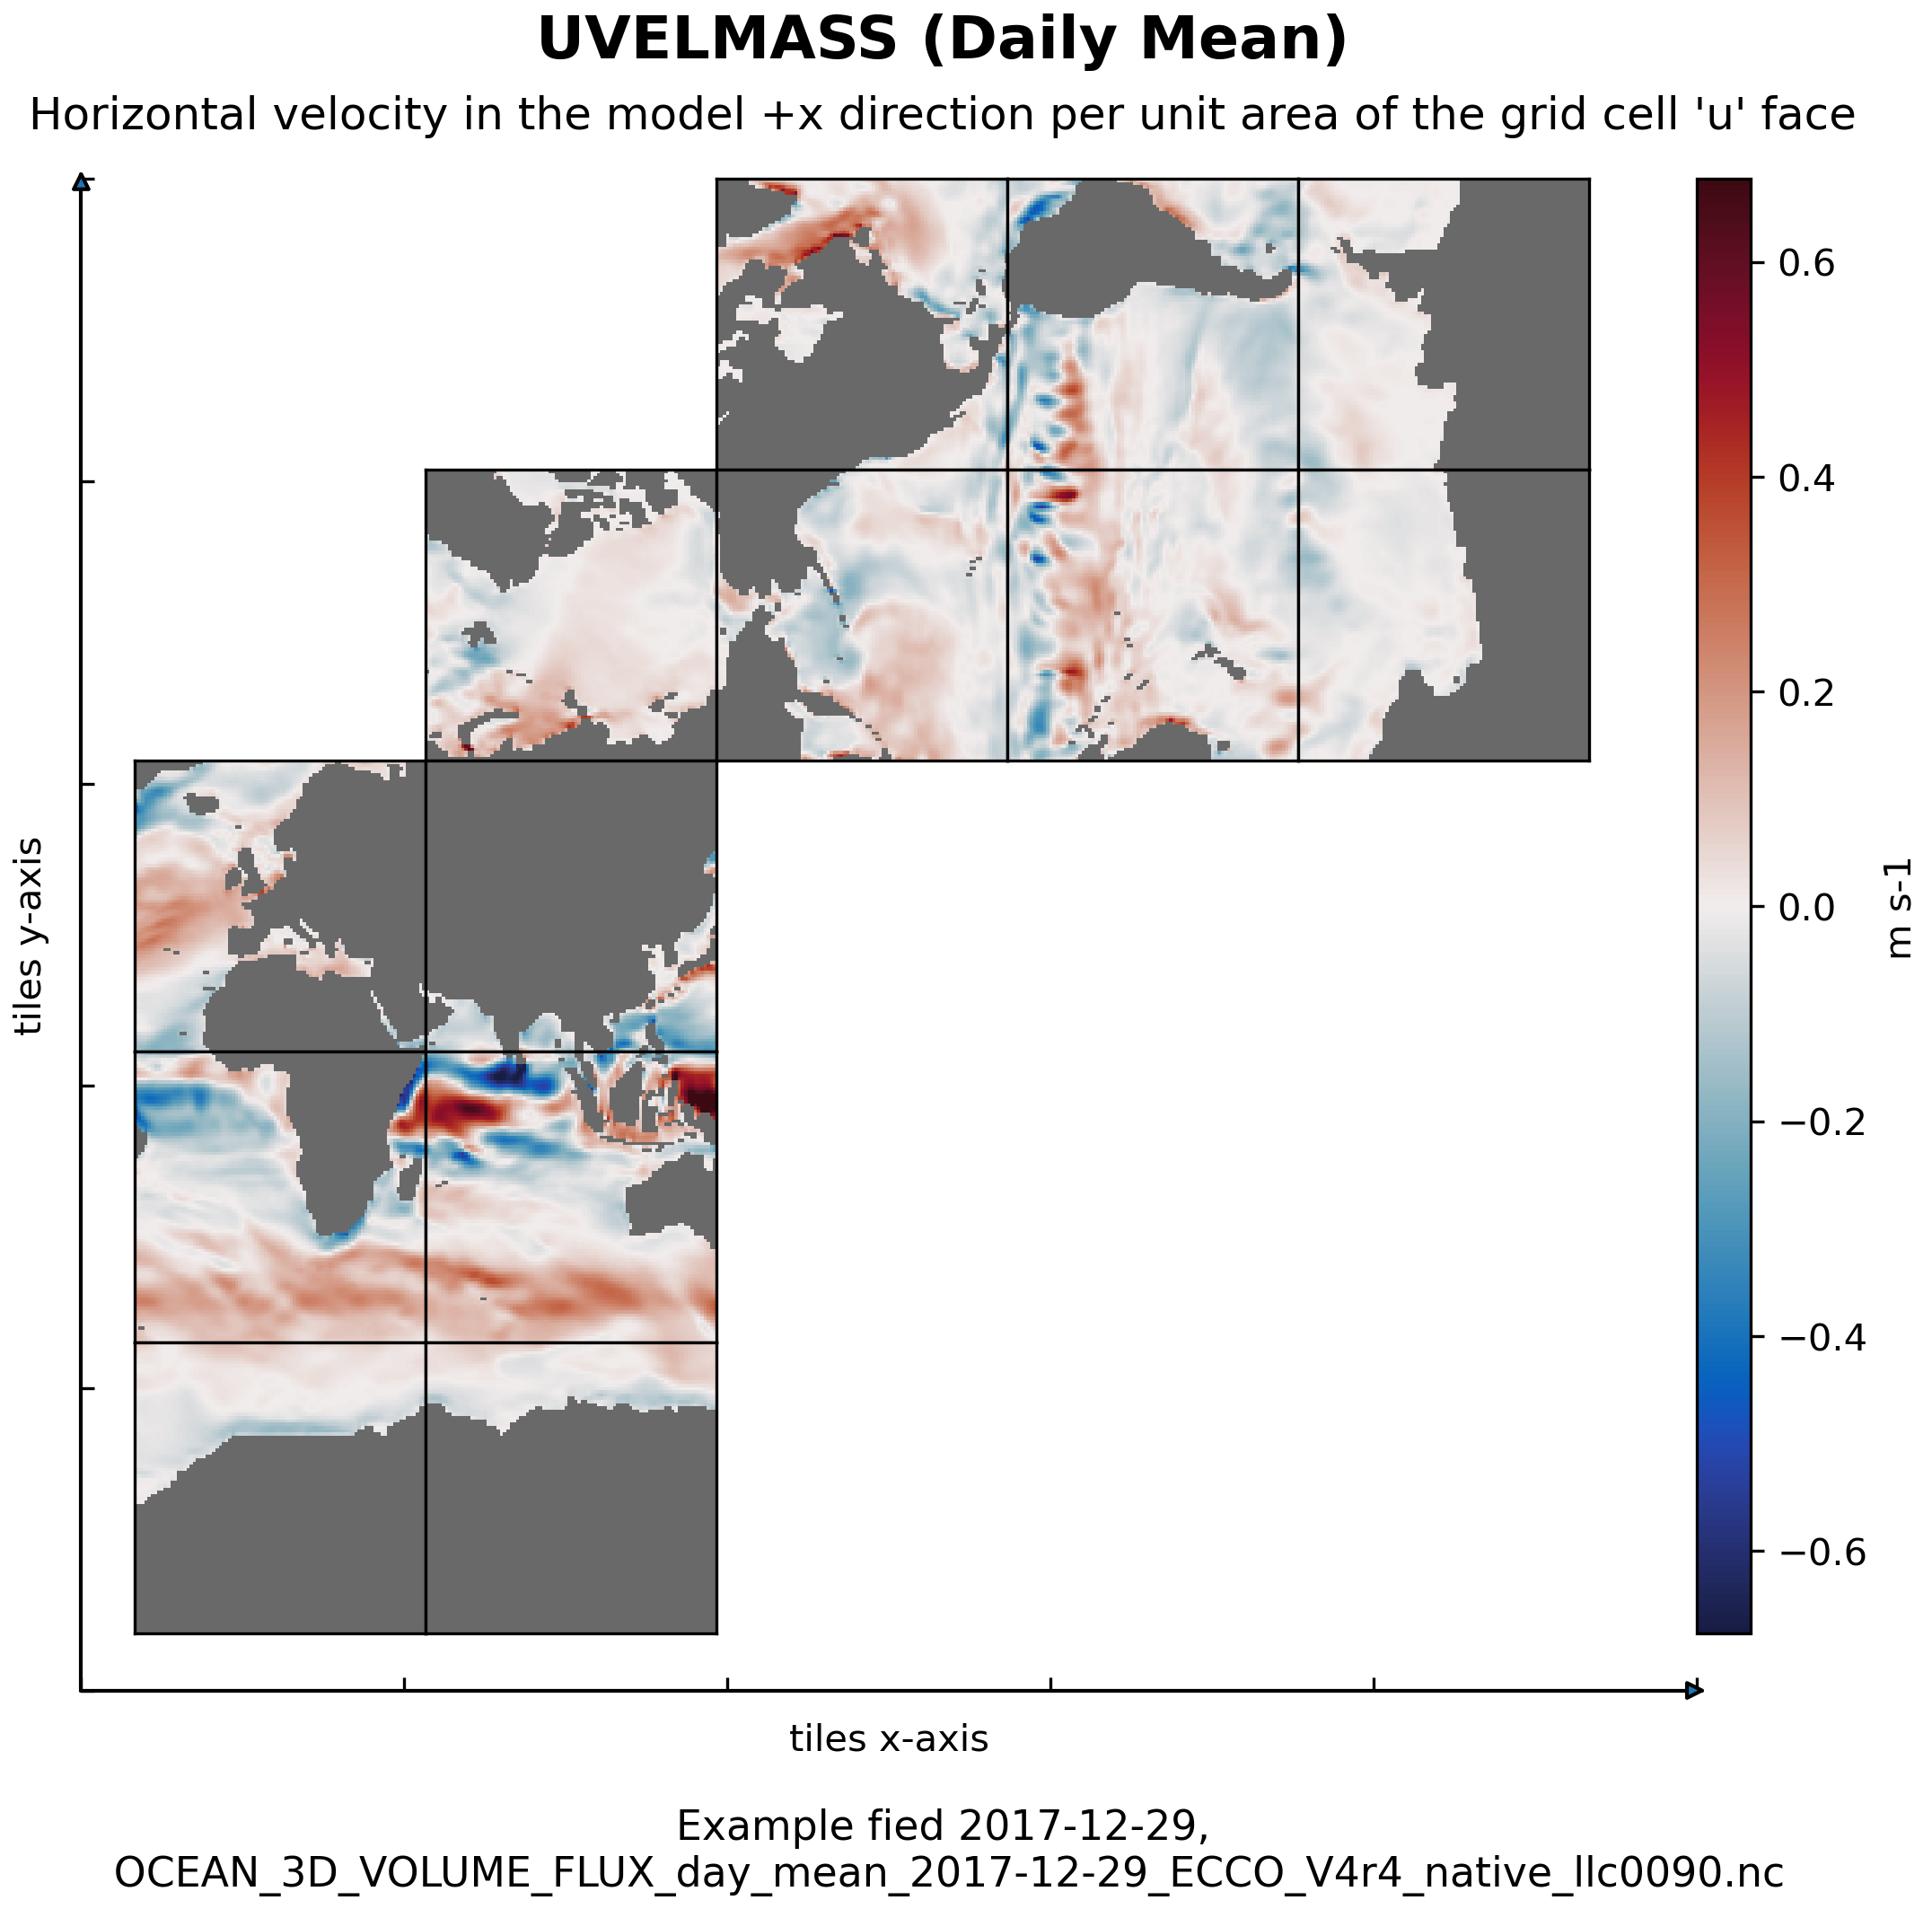 UVELMASS (Daily Mean)
Horizontal velocity in the model +x direction per unit area of the grid cell 'u' face
tiles y-axis
0.6
0.4
0.2
0.0
−0.2
−0.4
−0.6
m s-1
tiles x-axis
Example fied 2017-12-29,
OCEAN_3D_VOLUME_FLUX_day_mean_2017-12-29_ECCO_V4r4_native_llc0090.nc